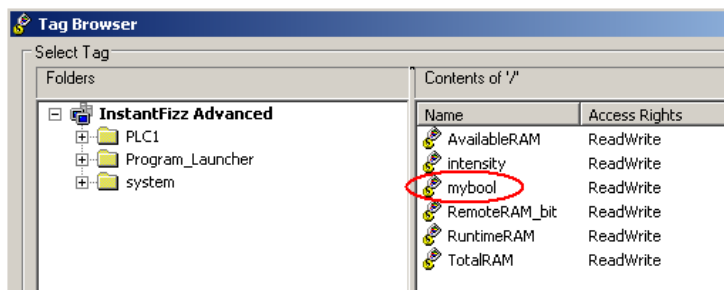 Tag Browser
Select Tag
Folders
Contents of '/'
InstantFizz Advanced
PLC1
Program_Launcher
system
Name Access Rights
AvailableRAM ReadWrite
intensity ReadWrite
mybool ReadWrite
RemoteRAM_bit ReadWrite
RuntimeRAM ReadWrite
TotalRAM ReadWrite